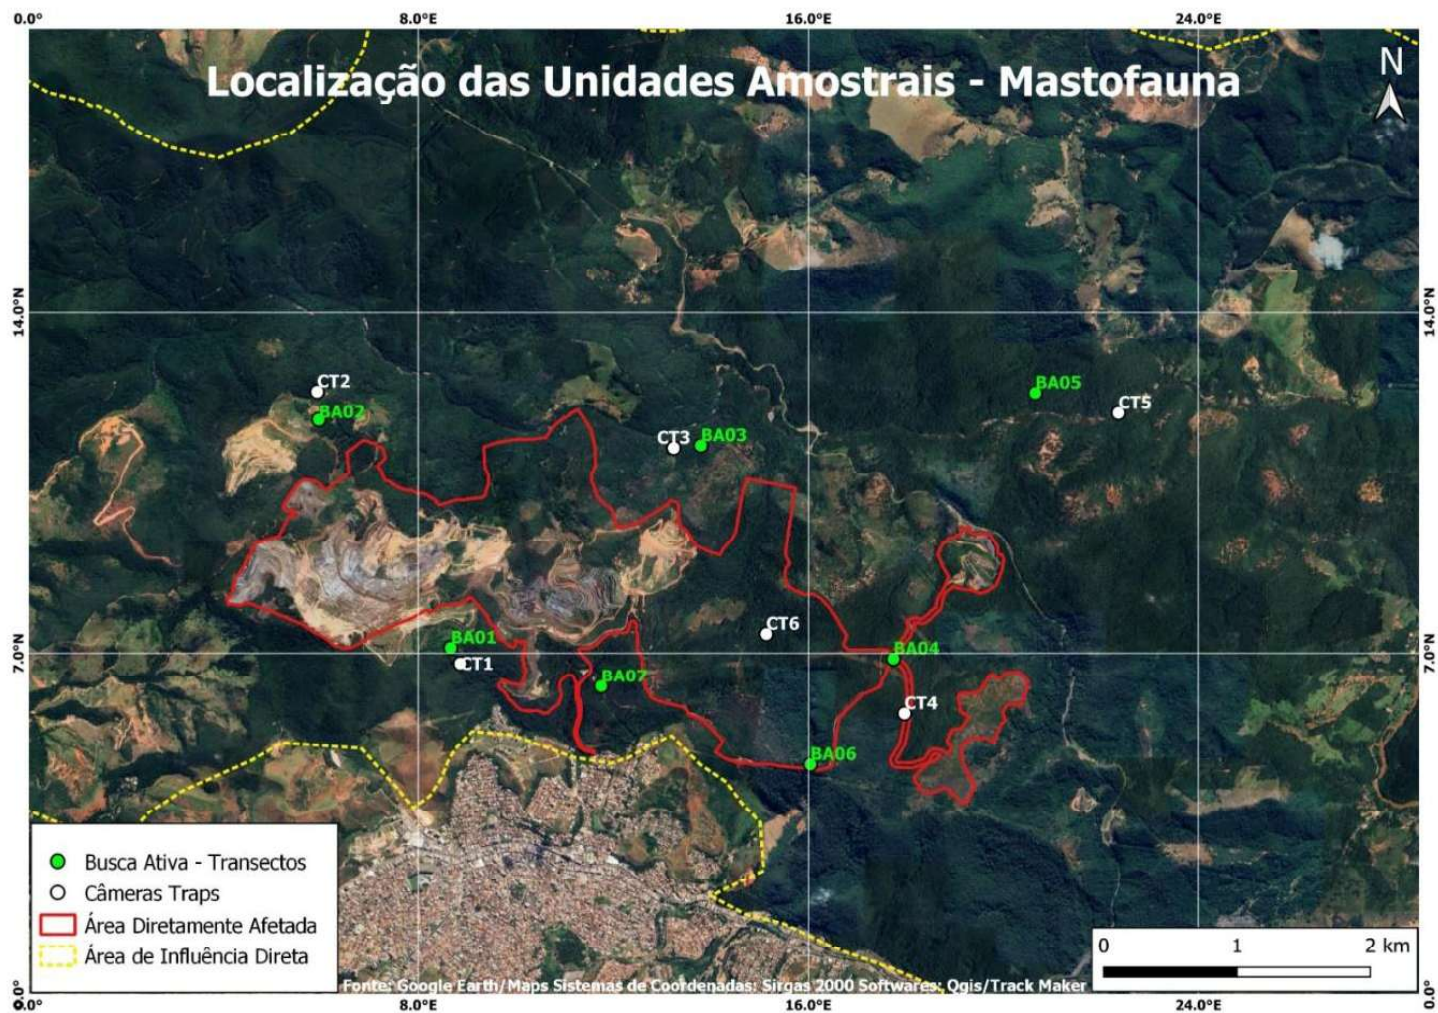 0.0° 8.0°E 16.0°E 24.0°E
Localização das Unidades Amostrais - Mastofauna
N
14.0°N 14.0°N
CT2
BA02
BA05
CT5
CT3 BA03
CT6
BA01
CT1
BA04
7.0°N 7.0°N
BA07
CT4
BA06
Busca Ativa - Transectos
Câmeras Traps
Área Diretamente Afetada
Área de Influência Direta
0 1 2 km
Fonte: Google Earth/Maps Sistemas de Coordenadas: Sirgas 2000 Softwares: Qgis/Track Maker
0.0° 0.0°
0.0° 8.0°E 16.0°E 24.0°E